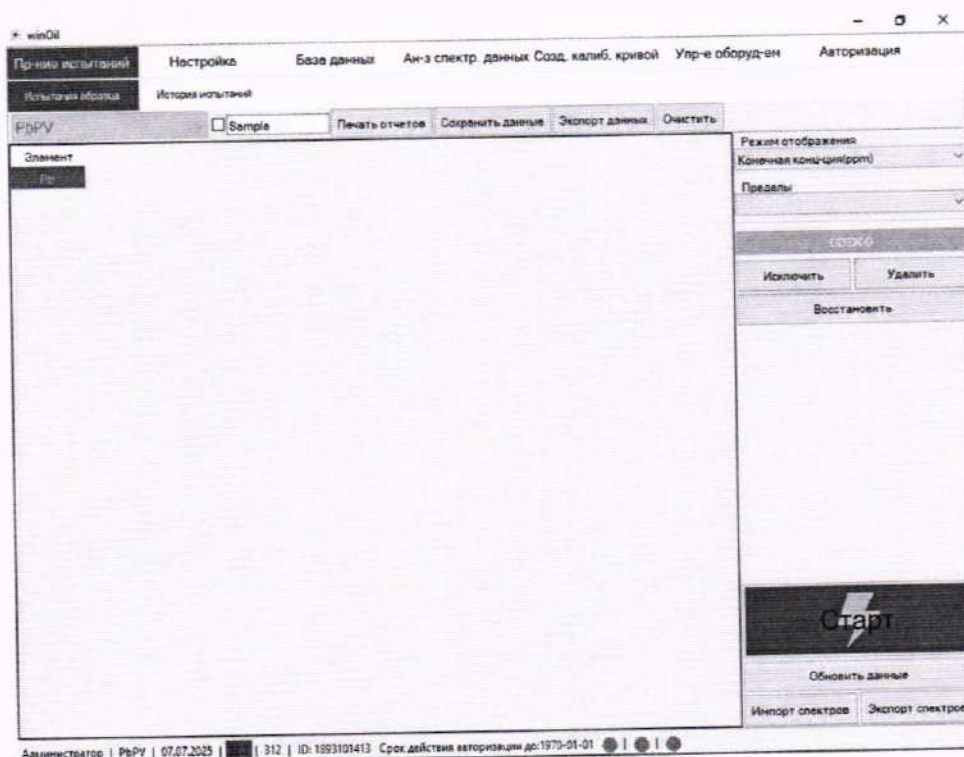 winOil
Пр-ние испытаний Настройка База данных Ан-з спектр. данных Созд. калиб. кривой Упр-е оборуд-ем Авторизация
Испытания образца История испытаний
PbPV Sample Печать отчетов Сохранить данные Экспорт данных Очистить
Режим отображения
Элемент
Конечная конц-ция(ppm)
Pb
Пределы
Исключить Удалить
Восстановить
Старт
Обновить данные
Импорт спектров Экспорт спектров
Администратор | PbPV | 07.07.2025 | | 312 | ID: 1893101413 Срок действия авторизации до:1970-01-01 | |